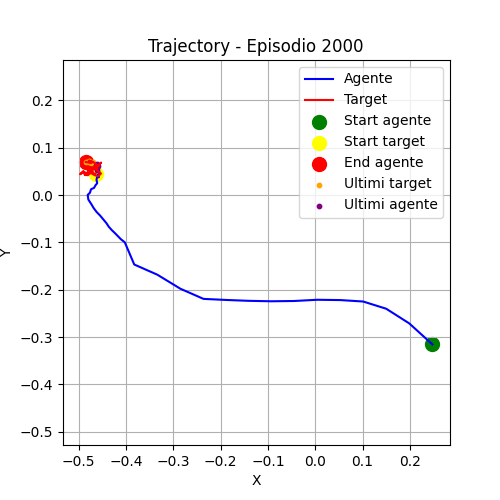 Trajectory - Episodio 2000
Agente
Target
Start agente
Start target
End agente
Ultimi target
Ultimi agente
0.2
0.1
0.0
−0.1
−0.2
−0.3
−0.4
−0.5
Y
−0.5 −0.4 −0.3 −0.2 −0.1 0.0 0.1 0.2
X